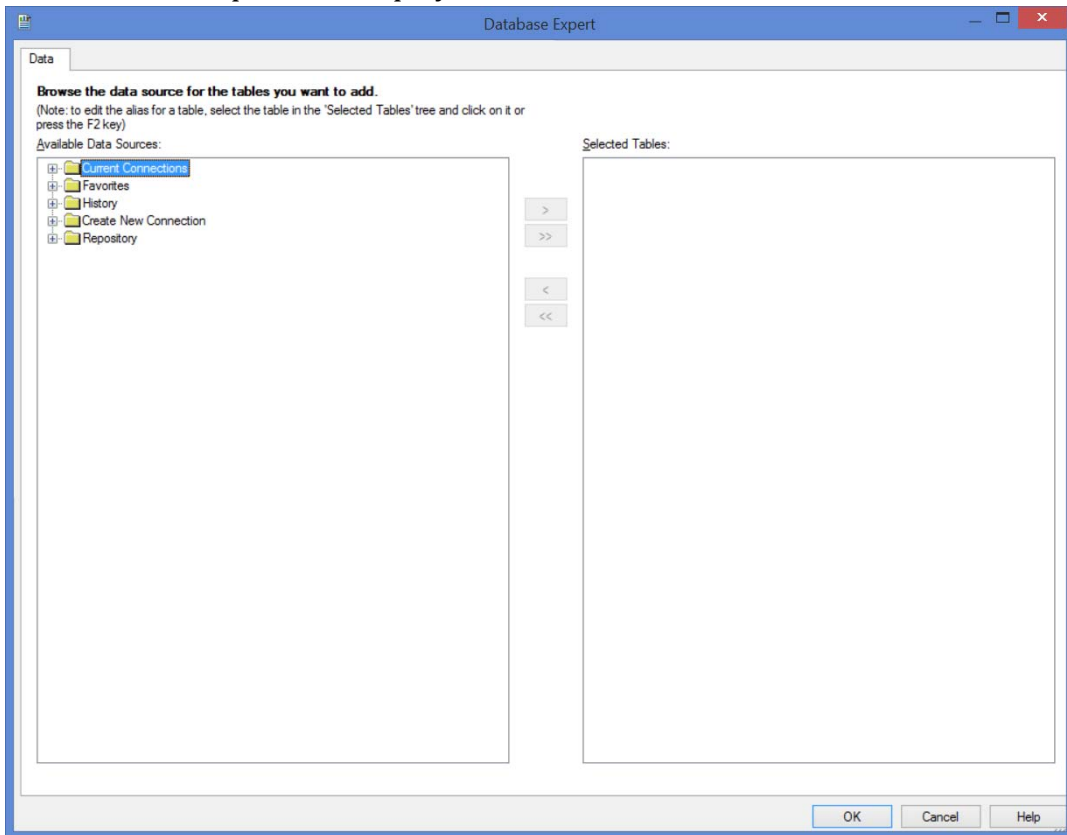 Database Expert
Data
Browse the data source for the tables you want to add.
(Note: to edit the alias for a table, select the table in the 'Selected Tables' tree and click on it or
press the F2 key)
Available Data Sources:
Selected Tables:
Current Connections
Favorites
History
Create New Connection
Repository
>
>>
<
<<
OK
Cancel
Help